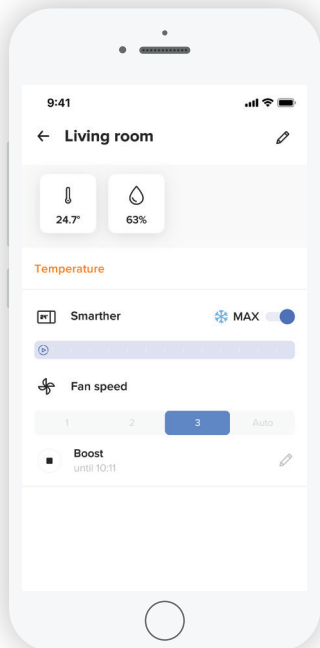 9:41
Living room
24.7°
63%
Temperature
Smarther
MAX
Fan speed
1 2 3 Auto
Boost
until 10:11